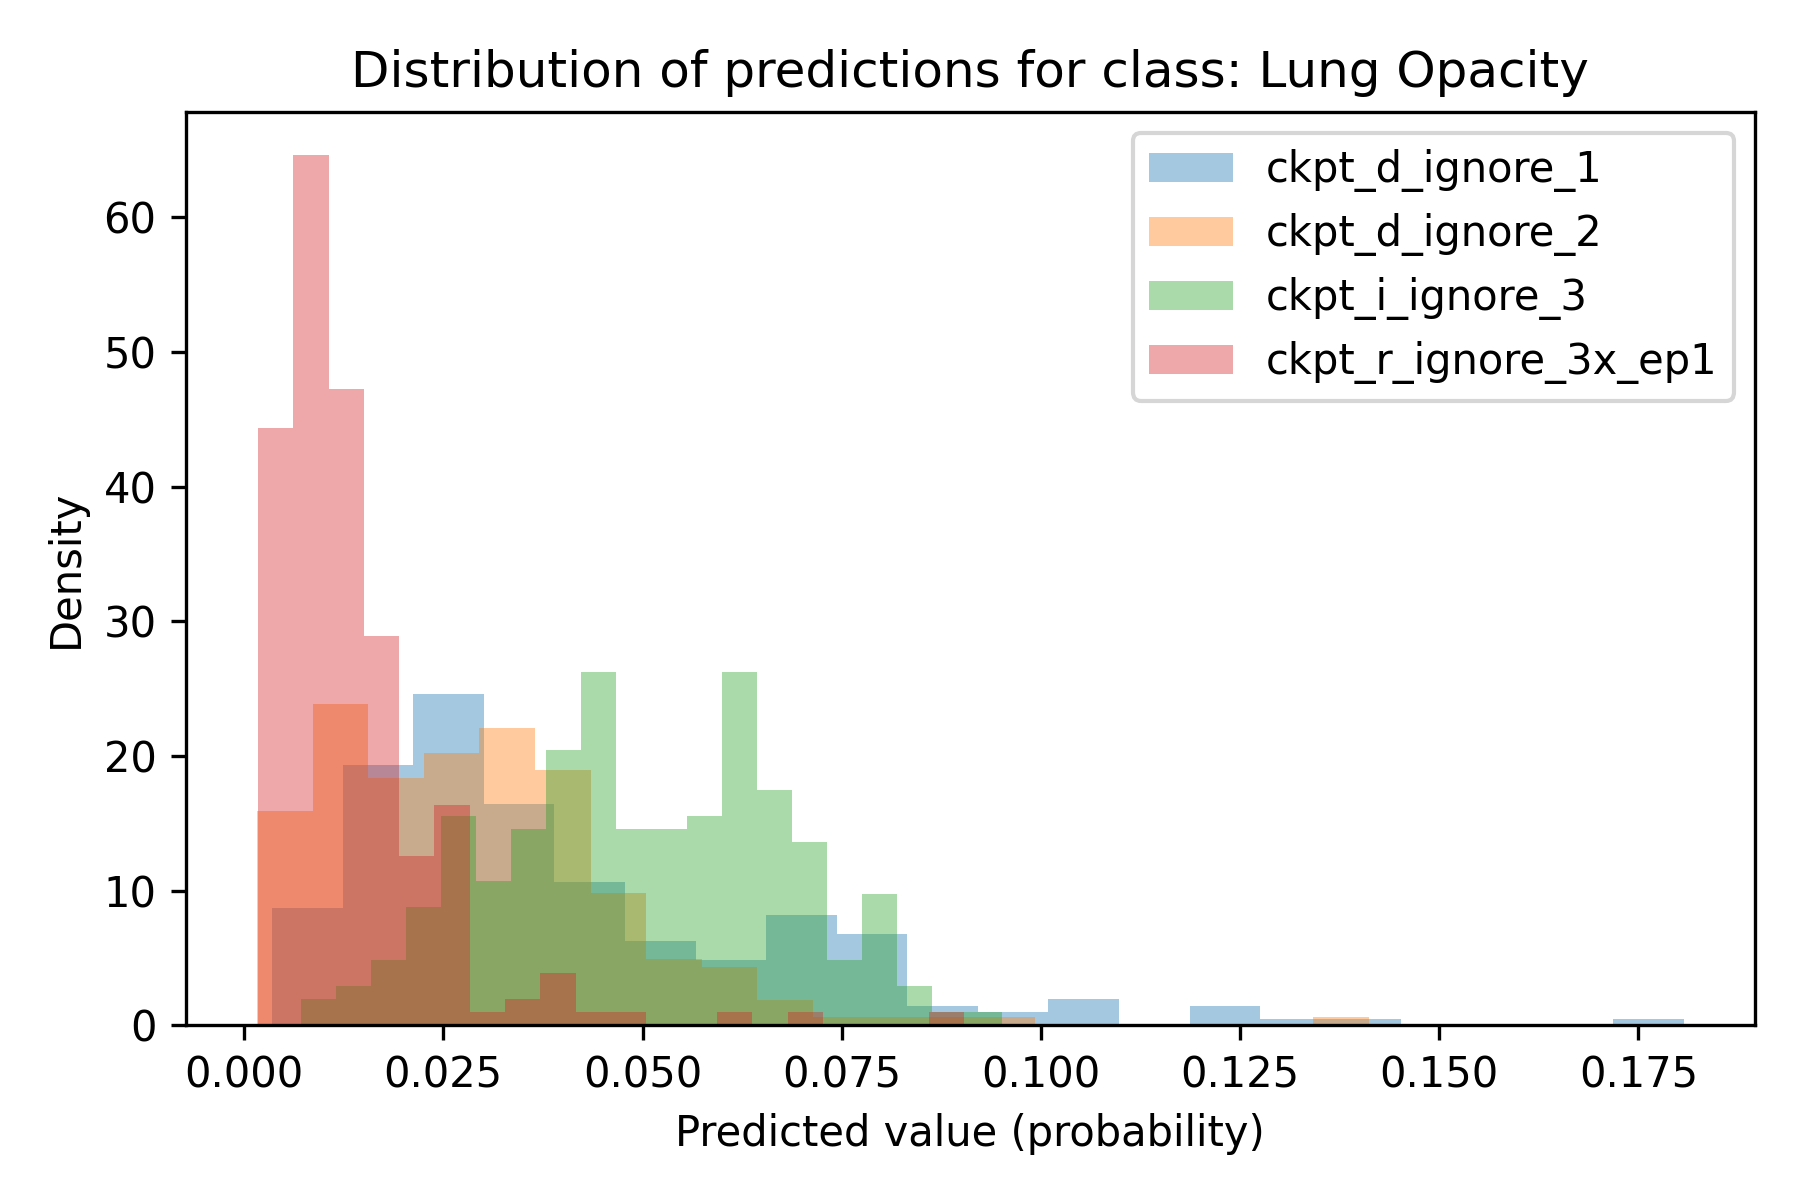 Distribution of predictions for class: Lung Opacity
ckpt_d_ignore_1
ckpt_d_ignore_2
ckpt_i_ignore_3
ckpt_r_ignore_3x_ep1
60
50
40
30
20
10
0
Density
0.000 0.025 0.050 0.075 0.100 0.125 0.150 0.175
Predicted value (probability)